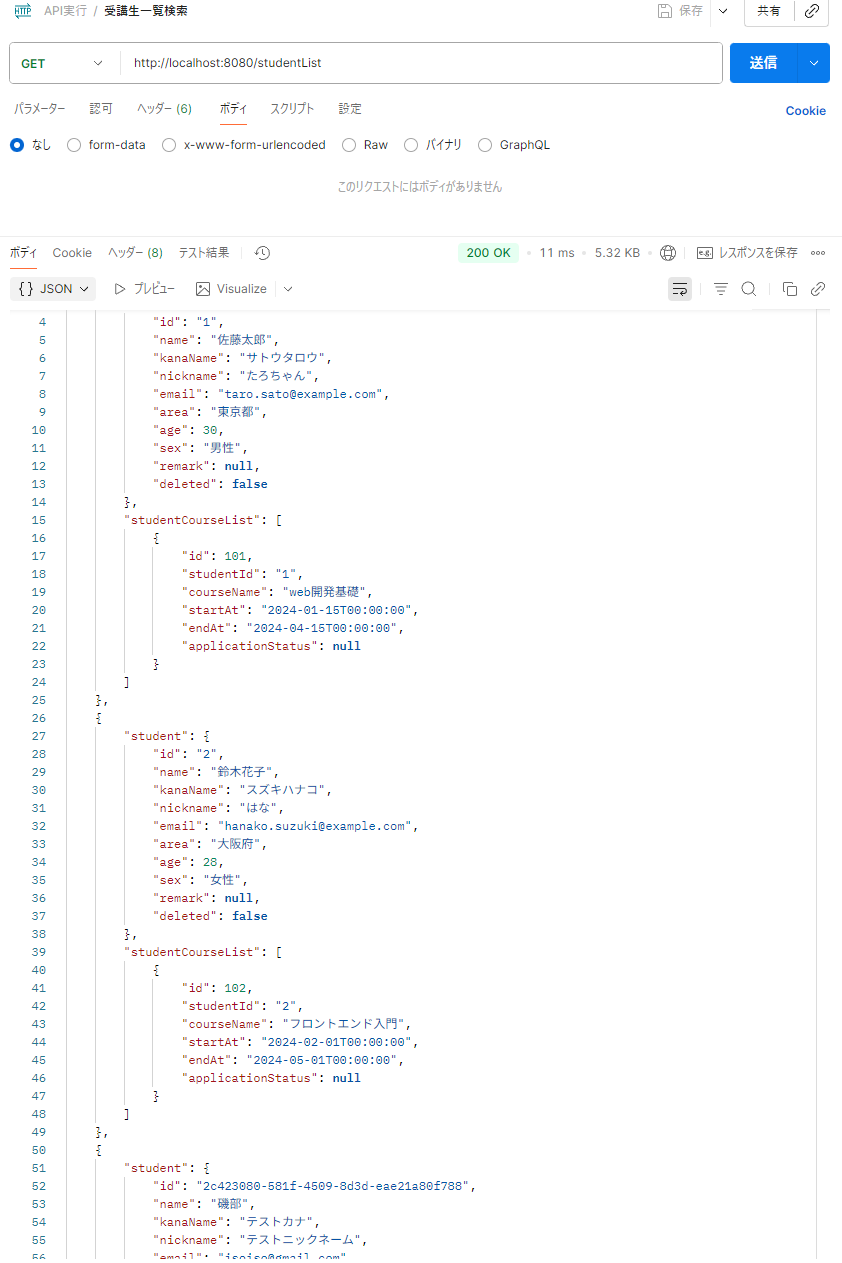 HTTP API実行 / 受講生一覧検索 保存 共有
GET http://localhost:8080/studentList 送信
パラメーター 認可 ヘッダー (6) ボディ スクリプト 設定 Cookie
なし form-data x-www-form-urlencoded Raw バイナリ GraphQL
このリクエストにはボディがありません
ボディ Cookie ヘッダー (8) テスト結果 200 OK • 11 ms • 5.32 KB • e.g. レスポンスを保存
{} JSON プレビュー Visualize
4 "id": "1",
5 "name": "佐藤太郎",
6 "kanaName": "サトウタロウ",
7 "nickname": "たろちゃん",
8 "email": "taro.sato@example.com",
9 "area": "東京都",
10 "age": 30,
11 "sex": "男性",
12 "remark": null,
13 "deleted": false
14 },
15 "studentCourseList": [
16 {
17 "id": 101,
18 "studentId": "1",
19 "courseName": "web開発基礎",
20 "startAt": "2024-01-15T00:00:00",
21 "endAt": "2024-04-15T00:00:00",
22 "applicationStatus": null
23 }
24 ]
25 },
26 {
27 "student": {
28 "id": "2",
29 "name": "鈴木花子",
30 "kanaName": "スズキハナコ",
31 "nickname": "はな",
32 "email": "hanako.suzuki@example.com",
33 "area": "大阪府",
34 "age": 28,
35 "sex": "女性",
36 "remark": null,
37 "deleted": false
38 },
39 "studentCourseList": [
40 {
41 "id": 102,
42 "studentId": "2",
43 "courseName": "フロントエンド入門",
44 "startAt": "2024-02-01T00:00:00",
45 "endAt": "2024-05-01T00:00:00",
46 "applicationStatus": null
47 }
48 ]
49 },
50 {
51 "student": {
52 "id": "2c423080-581f-4509-8d3d-eae21a80f788",
53 "name": "磯部",
54 "kanaName": "テストカナ",
55 "nickname": "テストニックネーム",
56 "email":